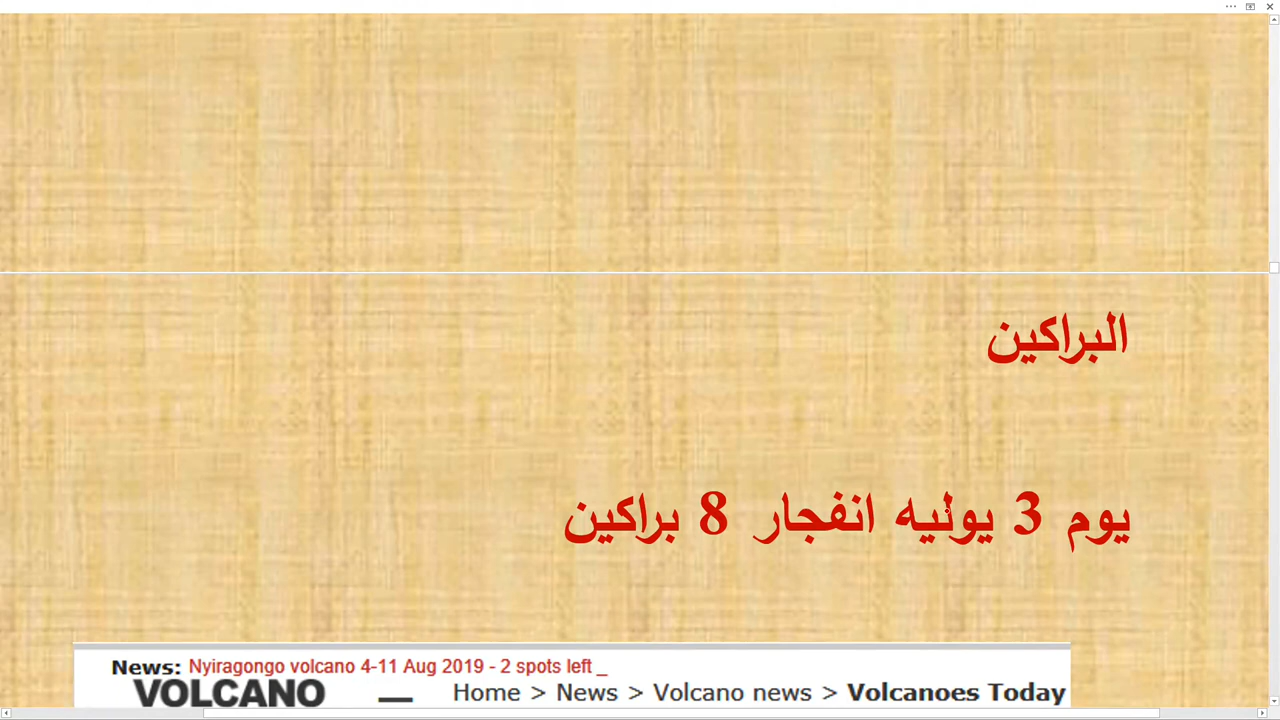 البراكين
يوم 3 يوليه انفجار 8 براكين
News: Nyiragongo volcano 4-11 Aug 2019 - 2 spots left _
VOLCANO
Home > News > Volcano news > Volcanoes Today